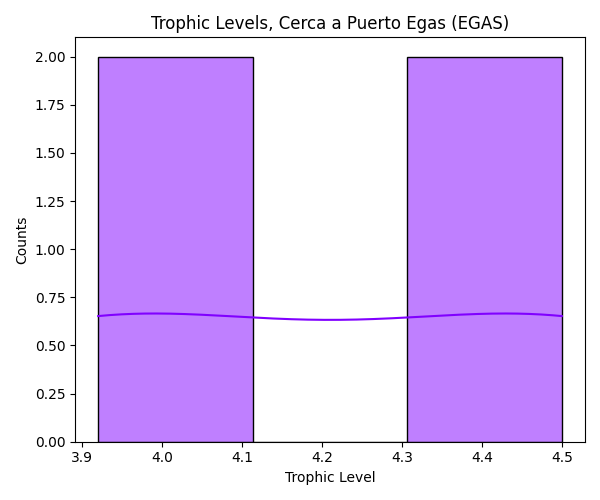 Trophic Levels, Cerca a Puerto Egas (EGAS)
2.00
1.75
1.50
1.25
1.00
0.75
0.50
0.25
0.00
Counts
3.9 4.0 4.1 4.2 4.3 4.4 4.5
Trophic Level